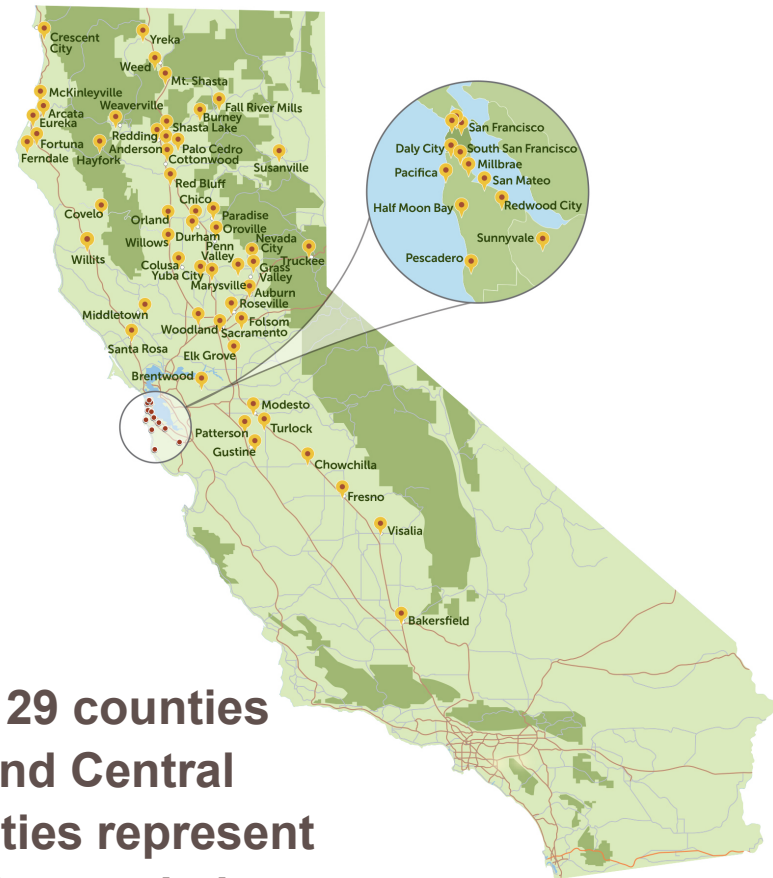 Crescent
City
Yreka
Weed
Mt. Shasta
McKinleyville
Arcata
Eureka
Fortuna
Ferndale
Weaverville
Hayfork
Fall River Mills
Burney
Shasta Lake
Redding
Anderson
Palo Cedro
Cottonwood
Susanville
Red Bluff
Chico
Paradise
Orland
Oroville
Covelo
Willits
Willows
Durham
Penn
Valley
Nevada
City
Truckee
Colusa
Yuba City
Grass
Valley
Marysville
Auburn
Roseville
Middletown
Woodland
Folsom
Sacramento
Santa Rosa
Elk Grove
Brentwood
Modesto
Turlock
Patterson
Gustine
Chowchilla
Fresno
Visalia
Bakersfield
San Francisco
Daly City
South San Francisco
Millbrae
Pacifica
San Mateo
Redwood City
Half Moon Bay
Sunnyvale
Pescadero
29 counties
nd Central
ties represent